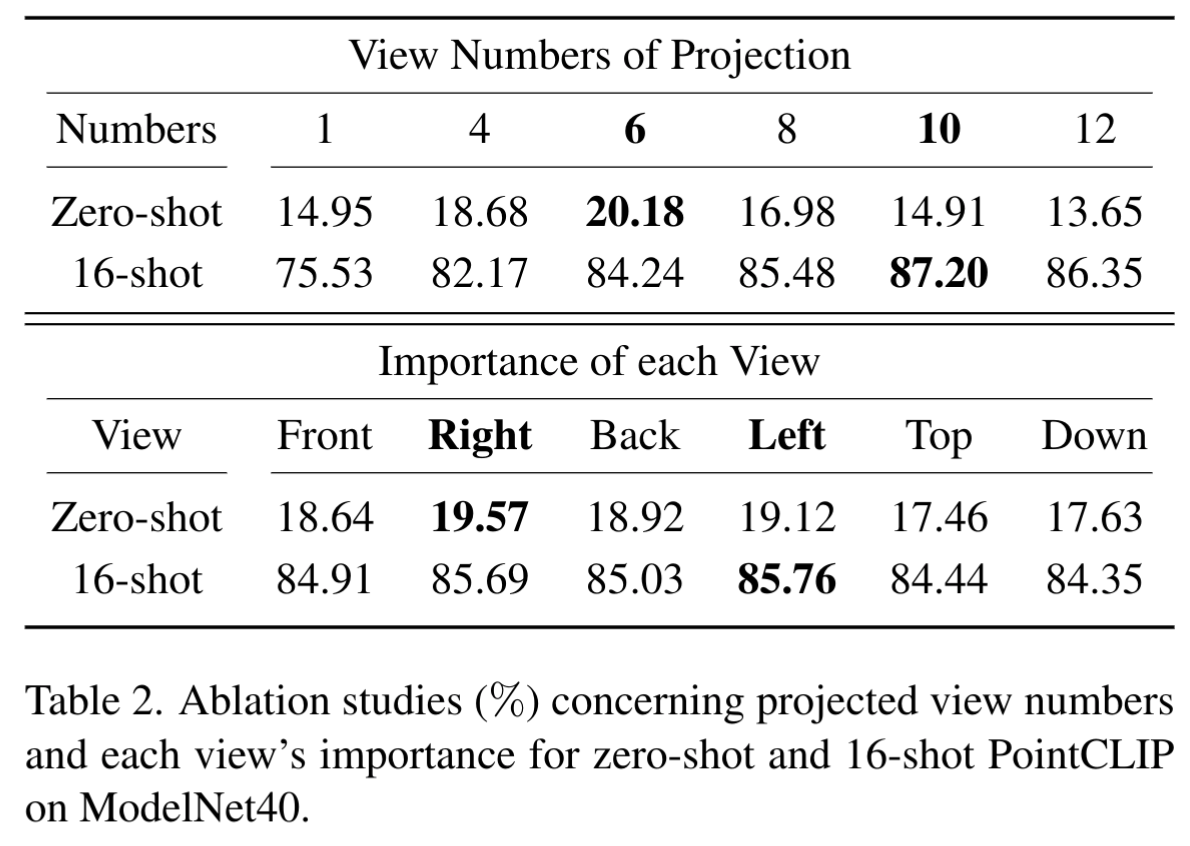 View Numbers of Projection
Numbers 1 4 6 8 10 12
Zero-shot 14.95 18.68 20.18 16.98 14.91 13.65
16-shot 75.53 82.17 84.24 85.48 87.20 86.35
Importance of each View
View Front Right Back Left Top Down
Zero-shot 18.64 19.57 18.92 19.12 17.46 17.63
16-shot 84.91 85.69 85.03 85.76 84.44 84.35
Table 2. Ablation studies (%) concerning projected view numbers
and each view’s importance for zero-shot and 16-shot PointCLIP
on ModelNet40.